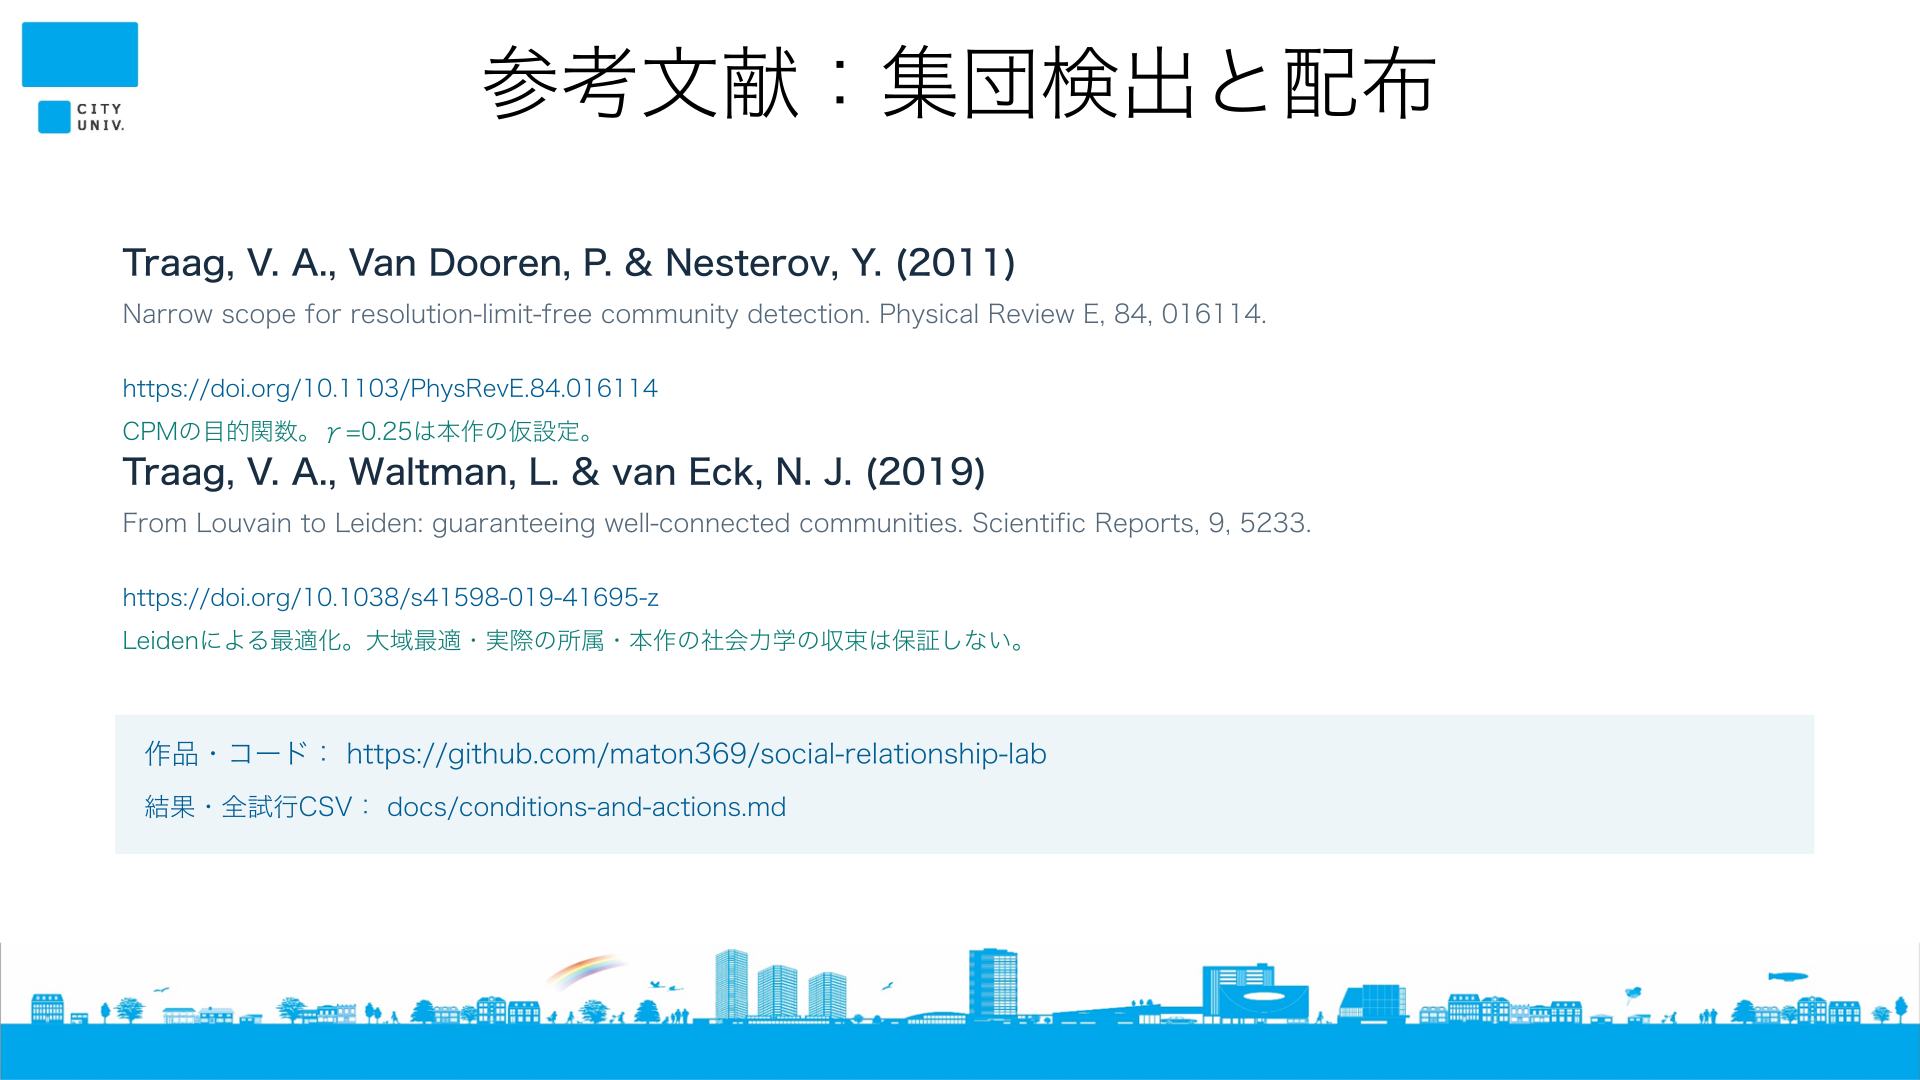 CITY
UNIV.
参考文献：集団検出と配布
Traag, V. A., Van Dooren, P. & Nesterov, Y. (2011)
Narrow scope for resolution-limit-free community detection. Physical Review E, 84, 016114.
https://doi.org/10.1103/PhysRevE.84.016114
CPMの目的関数。γ=0.25は本作の仮設定。
Traag, V. A., Waltman, L. & van Eck, N. J. (2019)
From Louvain to Leiden: guaranteeing well-connected communities. Scientific Reports, 9, 5233.
https://doi.org/10.1038/s41598-019-41695-z
Leidenによる最適化。大域最適・実際の所属・本作の社会力学の収束は保証しない。
作品・コード： https://github.com/maton369/social-relationship-lab
結果・全試行CSV： docs/conditions-and-actions.md